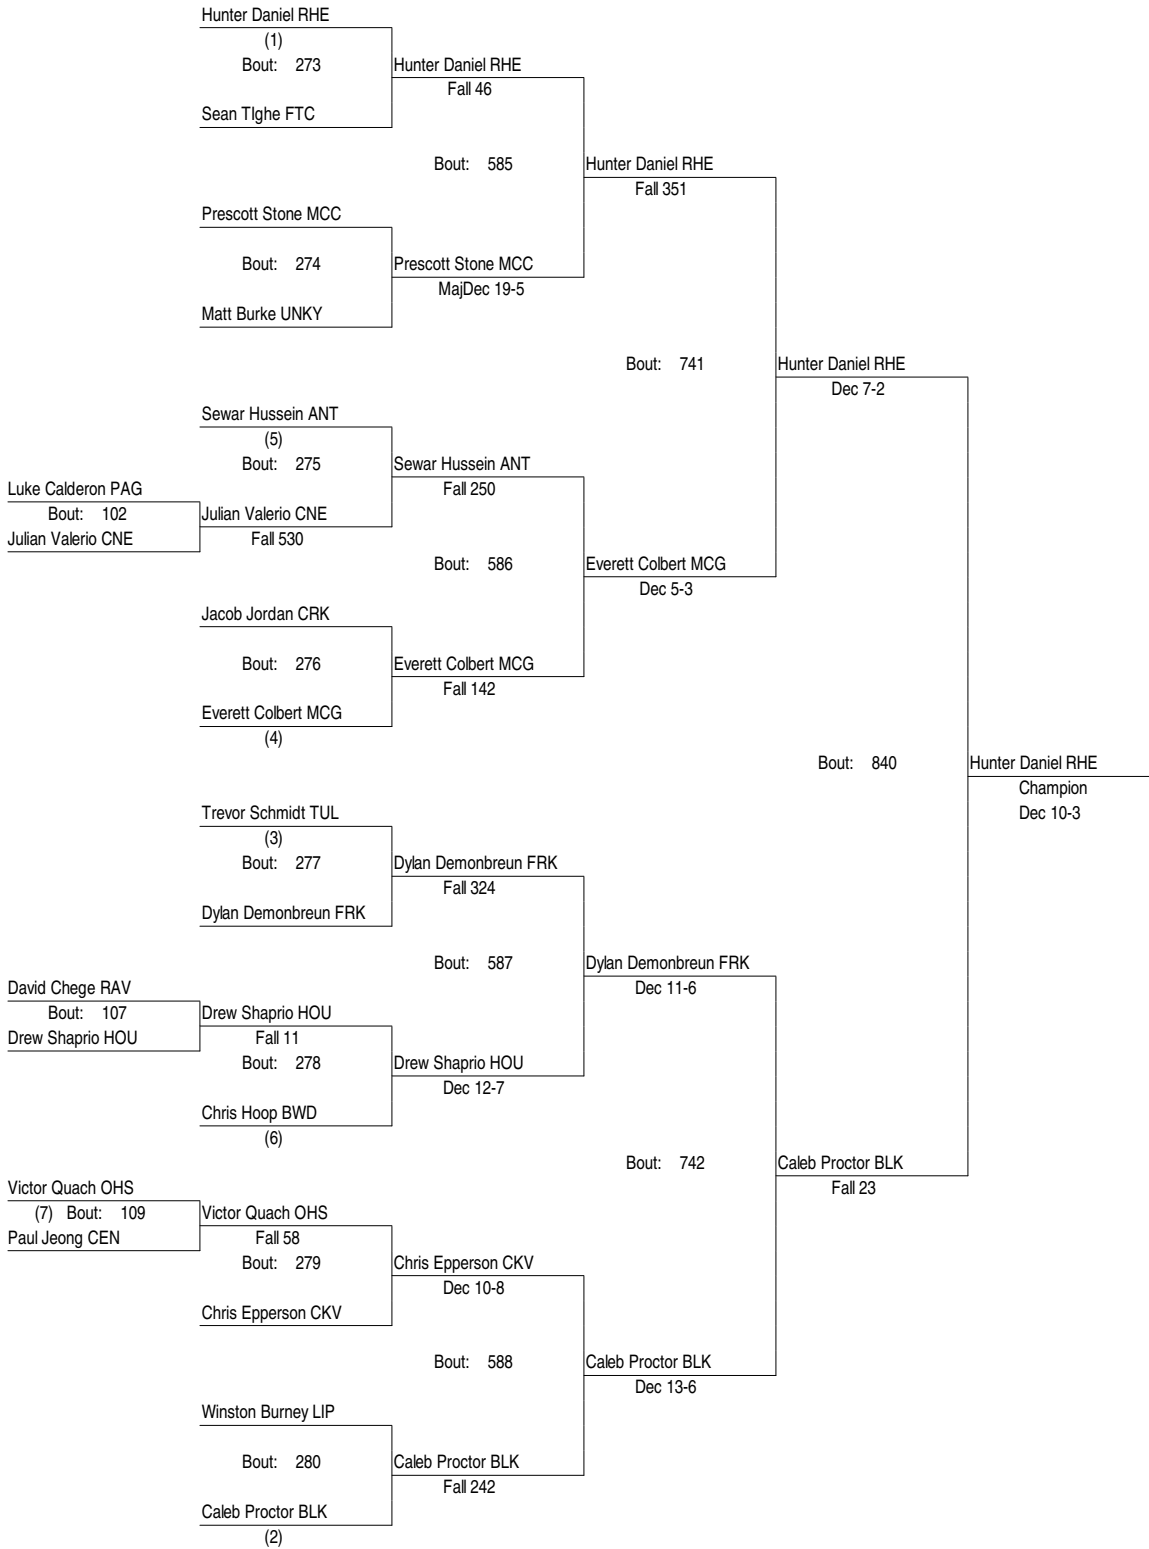 Hunter Daniel RHE
(1)
Bout: 273
Hunter Daniel RHE
Fall 46
Sean TIghe FTC
Bout: 585
Hunter Daniel RHE
Fall 351
Prescott Stone MCC
Bout: 274
Prescott Stone MCC
MajDec 19-5
Matt Burke UNKY
Bout: 741
Hunter Daniel RHE
Dec 7-2
Sewar Hussein ANT
(5)
Bout: 275
Sewar Hussein ANT
Fall 250
Luke Calderon PAG
Bout: 102
Julian Valerio CNE
Julian Valerio CNE
Fall 530
Bout: 586
Everett Colbert MCG
Dec 5-3
Jacob Jordan CRK
Bout: 276
Everett Colbert MCG
Fall 142
Everett Colbert MCG
(4)
Bout: 840
Hunter Daniel RHE
Champion
Dec 10-3
Trevor Schmidt TUL
(3)
Bout: 277
Dylan Demonbreun FRK
Fall 324
Dylan Demonbreun FRK
Bout: 587
Dylan Demonbreun FRK
Dec 11-6
David Chege RAV
Bout: 107
Drew Shaprio HOU
Drew Shaprio HOU
Fall 11
Bout: 278
Drew Shaprio HOU
Dec 12-7
Chris Hoop BWD
(6)
Bout: 742
Caleb Proctor BLK
Fall 23
Victor Quach OHS
(7) Bout: 109
Paul Jeong CEN
Victor Quach OHS
Fall 58
Bout: 279
Chris Epperson CKV
Dec 10-8
Chris Epperson CKV
Bout: 588
Caleb Proctor BLK
Dec 13-6
Winston Burney LIP
Bout: 280
Caleb Proctor BLK
Fall 242
Caleb Proctor BLK
(2)